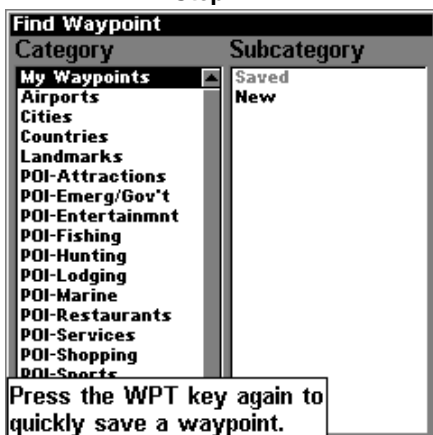 Find Waypoint
Category Subcategory
My Waypoints
Airports
Cities
Countries
Landmarks
POI-Attractions
POI-Emerg/Gov't
POI-Entertainmnt
POI-Fishing
POI-Hunting
POI-Lodging
POI-Marine
POI-Restaurants
POI-Services
POI-Shopping
POI-Sports
Saved
New
Press the WPT key again to
quickly save a waypoint.